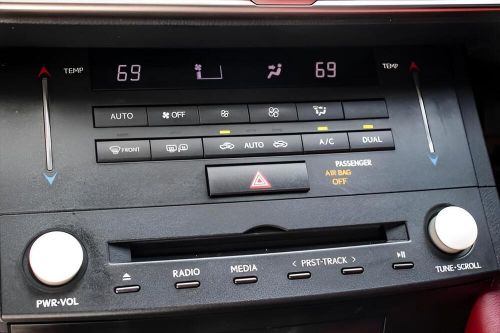 TEMP 69 69 TEMP
AUTO OFF
FRONT AUTO A/C DUAL
PASSENGER
AIR BAG
OFF
RADIO MEDIA PRST-TRACK
PWR-VOL TUNE-SCROLL